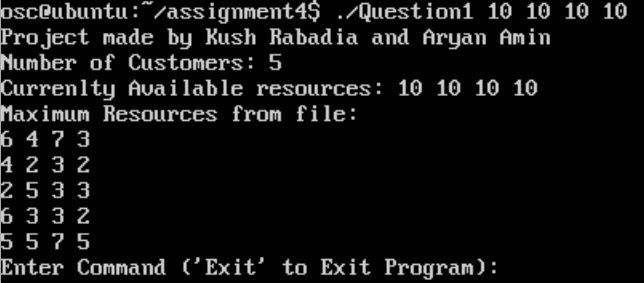 osc@ubuntu:~/assignment4$ ./Question1 10 10 10 10
Project made by Kush Rabadia and Aryan Amin
Number of Customers: 5
Currenlty Available resources: 10 10 10 10
Maximum Resources from file:
6 4 7 3
4 2 3 2
2 5 3 3
6 3 3 2
5 5 7 5
Enter Command ('Exit' to Exit Program):